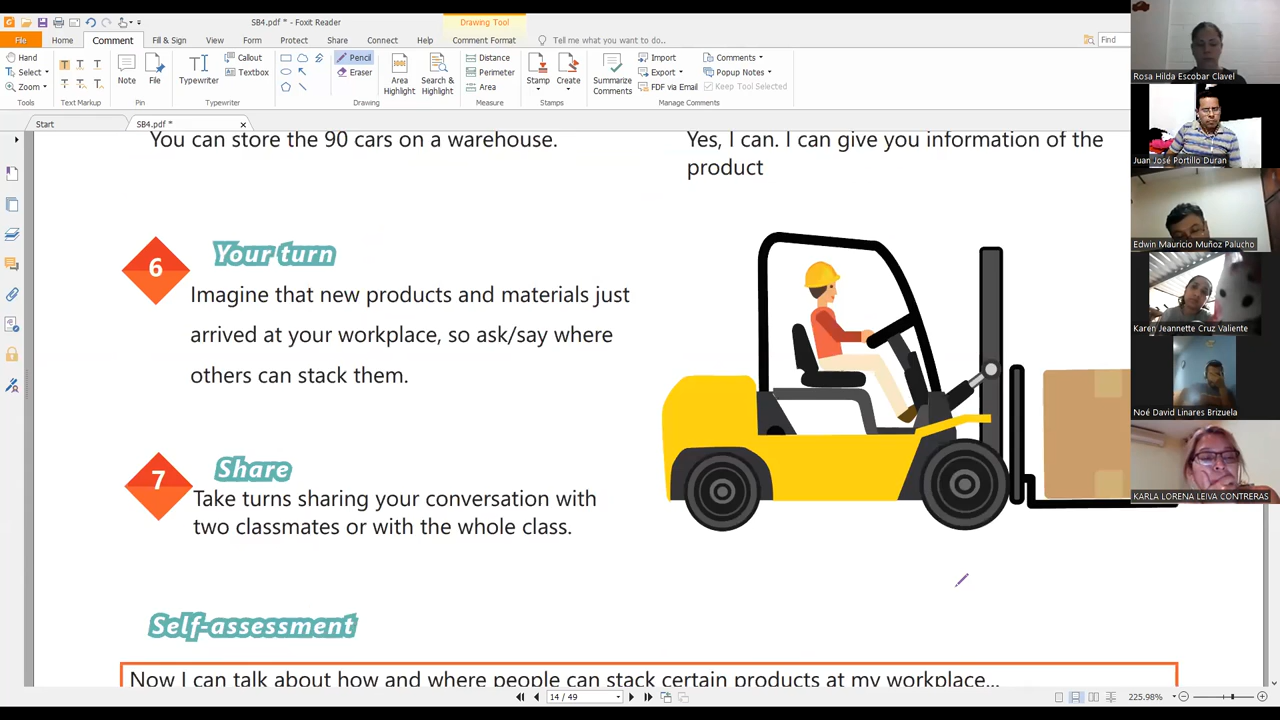 SB4.pdf * - Foxit Reader
Drawing Tool
File
Home
Comment
Fill & Sign
View
Form
Protect
Share
Connect
Help
Comment Format
Tell me what you want to do...
Find
Hand
Select
Zoom
Tools
Text Markup
Note
File
Pin
Typewriter
Callout
Textbox
Typewriter
Pencil
Eraser
Drawing
Area Highlight
Search & Highlight
Distance
Perimeter
Area
Measure
Stamp
Create
Stamps
Summarize Comments
Import
Export
FDF via Email
Comments
Popup Notes
Keep Tool Selected
Manage Comments
Start
SB4.pdf *
You can store the 90 cars on a warehouse.
Yes, I can. I can give you information of the
product
6
Your turn
Imagine that new products and materials just
arrived at your workplace, so ask/say where
others can stack them.
7
Share
Take turns sharing your conversation with
two classmates or with the whole class.
Self-assessment
Now I can talk about how and where people can stack certain products at my workplace...
14 / 49
225.98%
Rosa Hilda Escobar Clavel
Juan José Portillo Duran
Edwin Mauricio Muñoz Palucho
Karen Jeannette Cruz Valiente
Noé David Linares Brizuela
KARLA LORENA LEIVA CONTRERAS